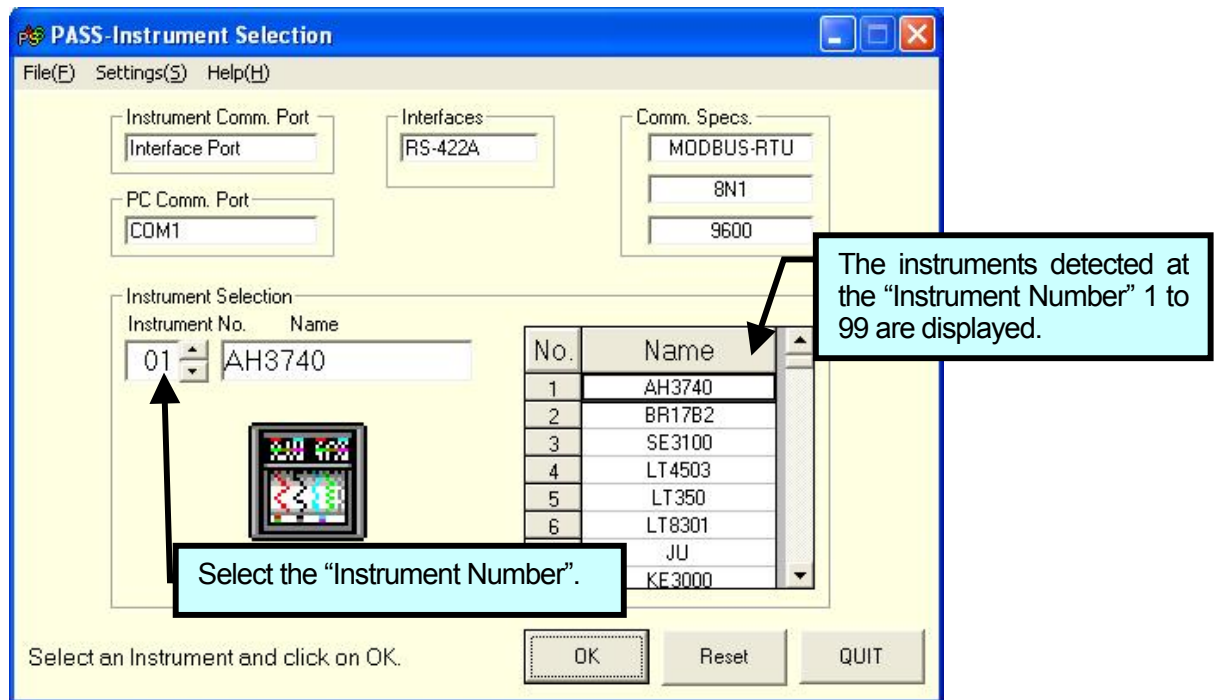 PASS-Instrument Selection
File(F) Settings(S) Help(H)
Instrument Comm. Port
Interface Port
Interfaces
RS-422A
Comm. Specs.
MODBUS-RTU
8N1
9600
PC Comm. Port
COM1
The instruments detected at
the “Instrument Number” 1 to
99 are displayed.
Instrument Selection
Instrument No. Name
01 AH3740
No. Name
1 AH3740
2 BR17B2
3 SE3100
4 LT4503
5 LT350
6 LT8301
JU
KE3000
Select the “Instrument Number”.
Select an Instrument and click on OK.
OK Reset QUIT